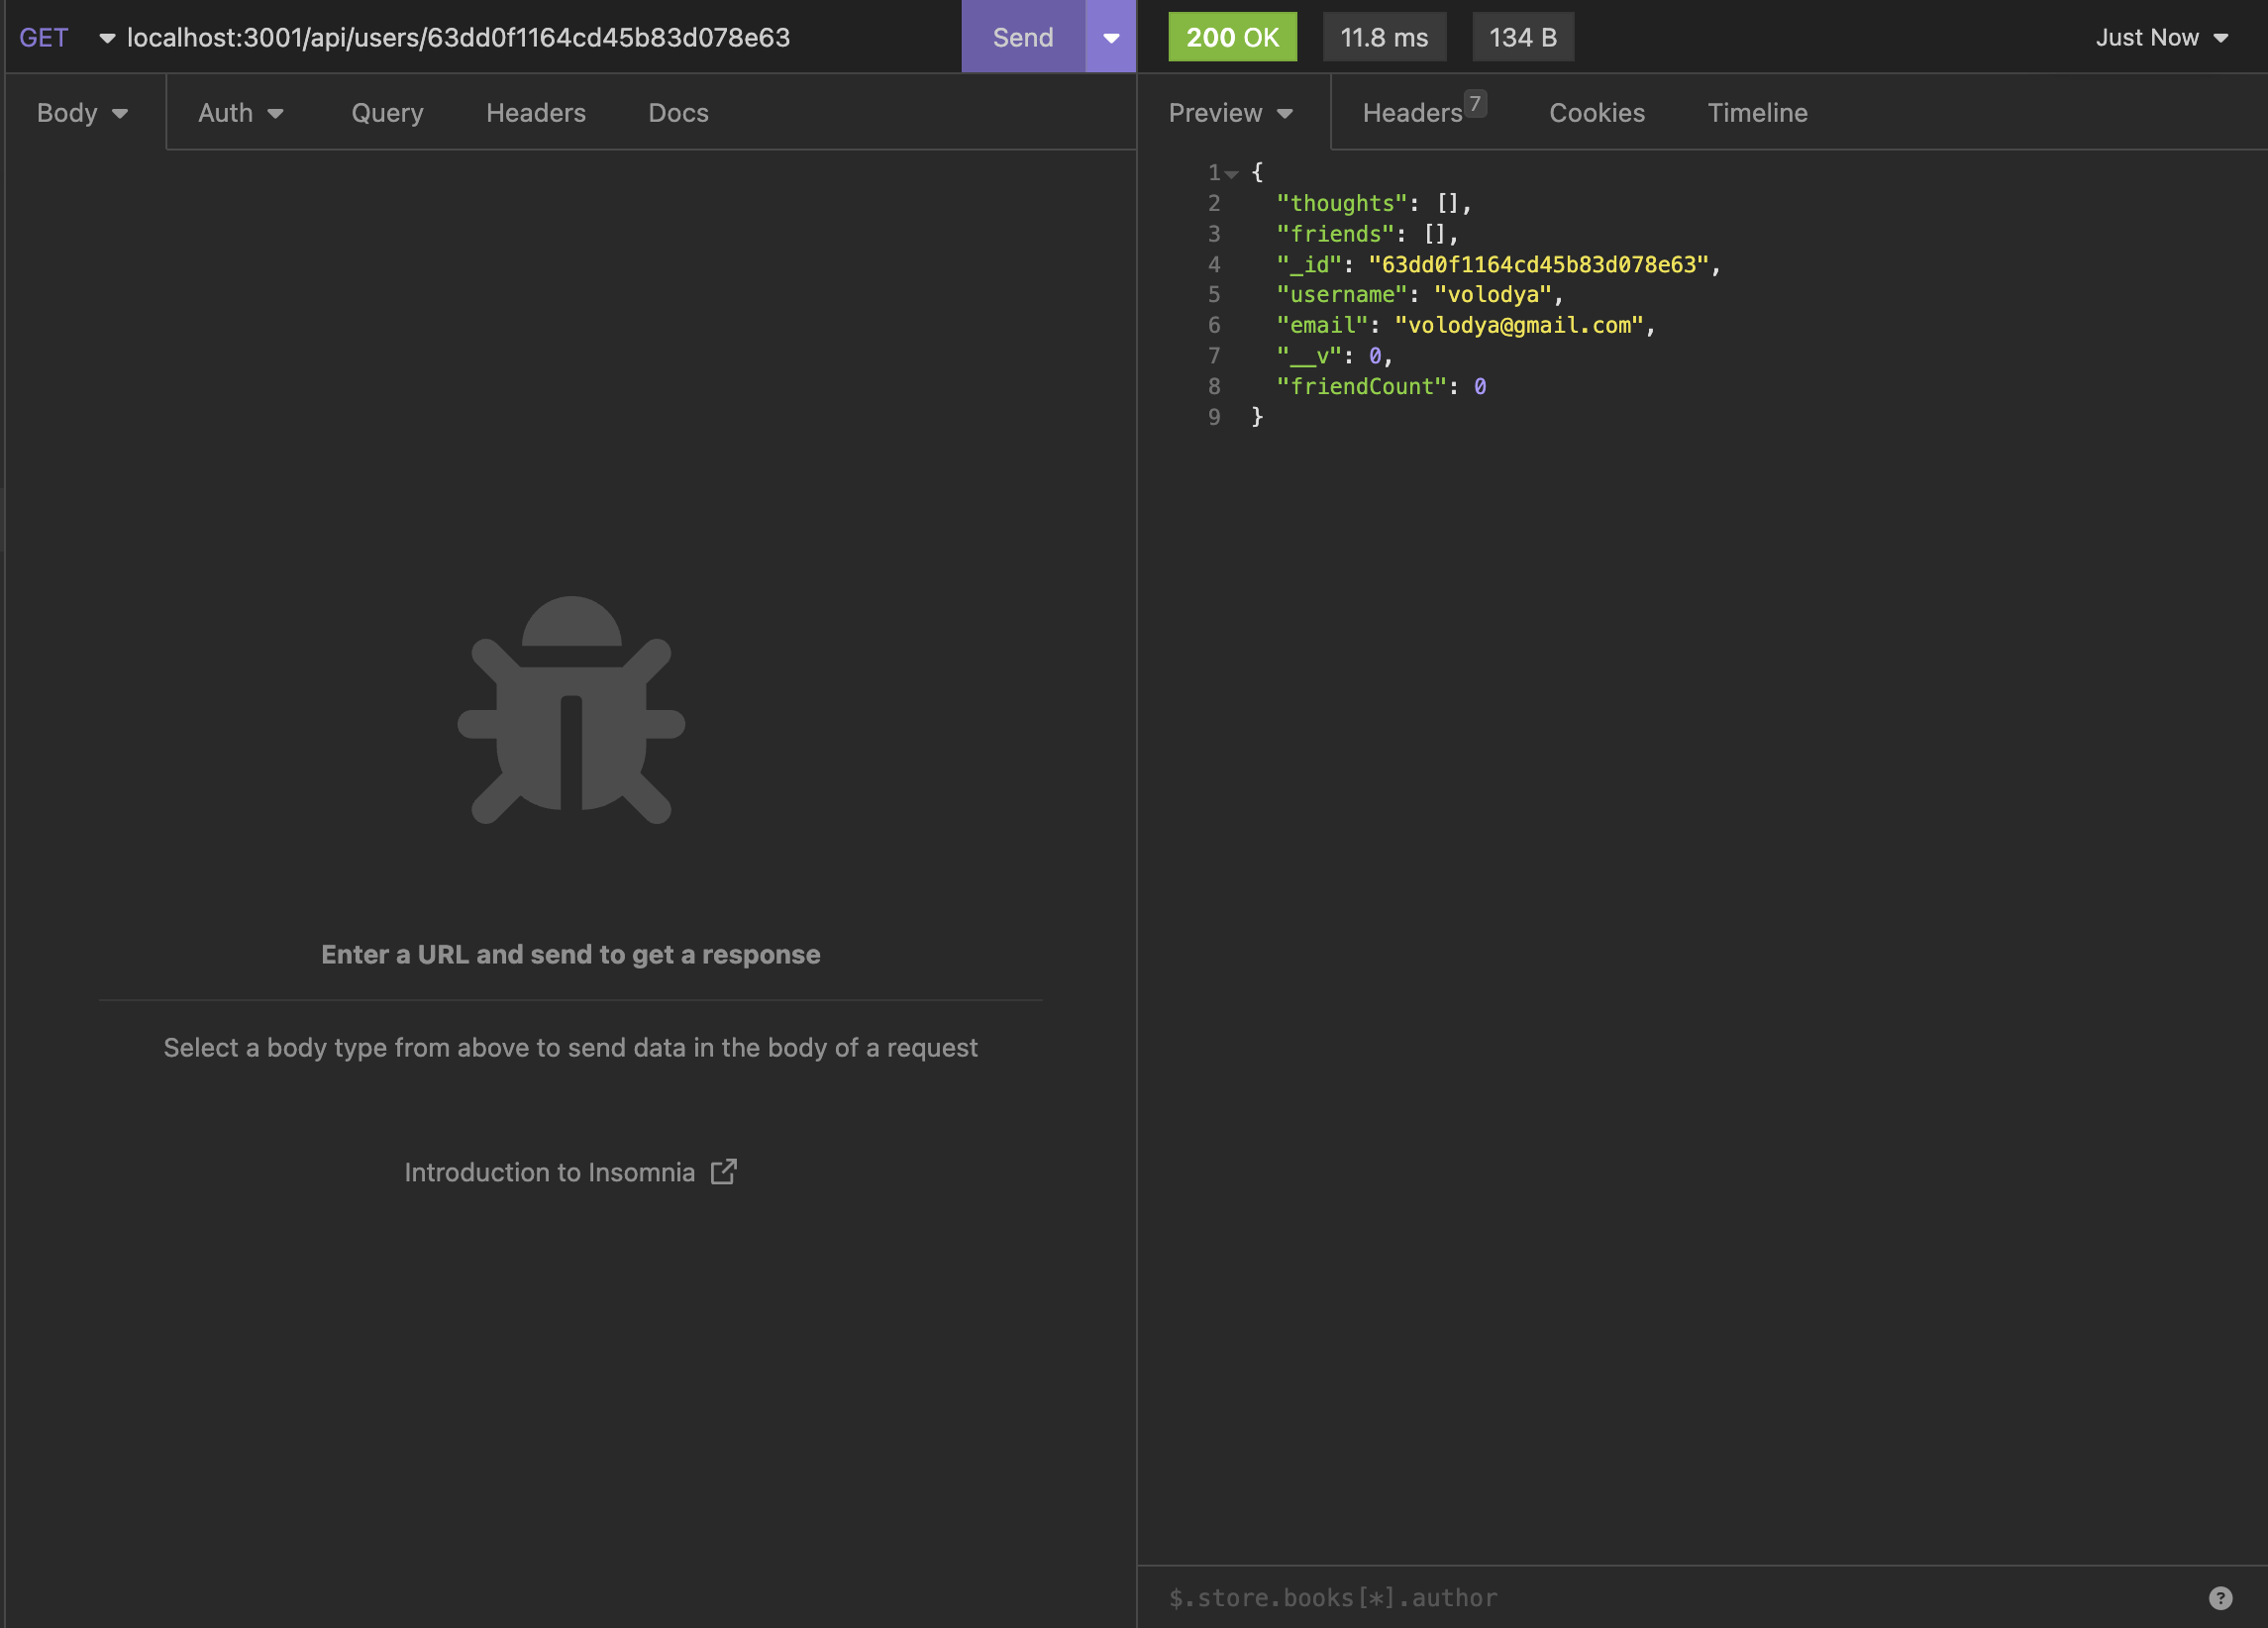 GET localhost:3001/api/users/63dd0f1164cd45b83d078e63 Send
200 OK 11.8 ms 134 B Just Now
Body Auth Query Headers Docs
Preview Headers 7 Cookies Timeline
1 {
2 "thoughts": [],
3 "friends": [],
4 "_id": "63dd0f1164cd45b83d078e63",
5 "username": "volodya",
6 "email": "volodya@gmail.com",
7 "__v": 0,
8 "friendCount": 0
9 }
Enter a URL and send to get a response
Select a body type from above to send data in the body of a request
Introduction to Insomnia
$.store.books[*].author
?